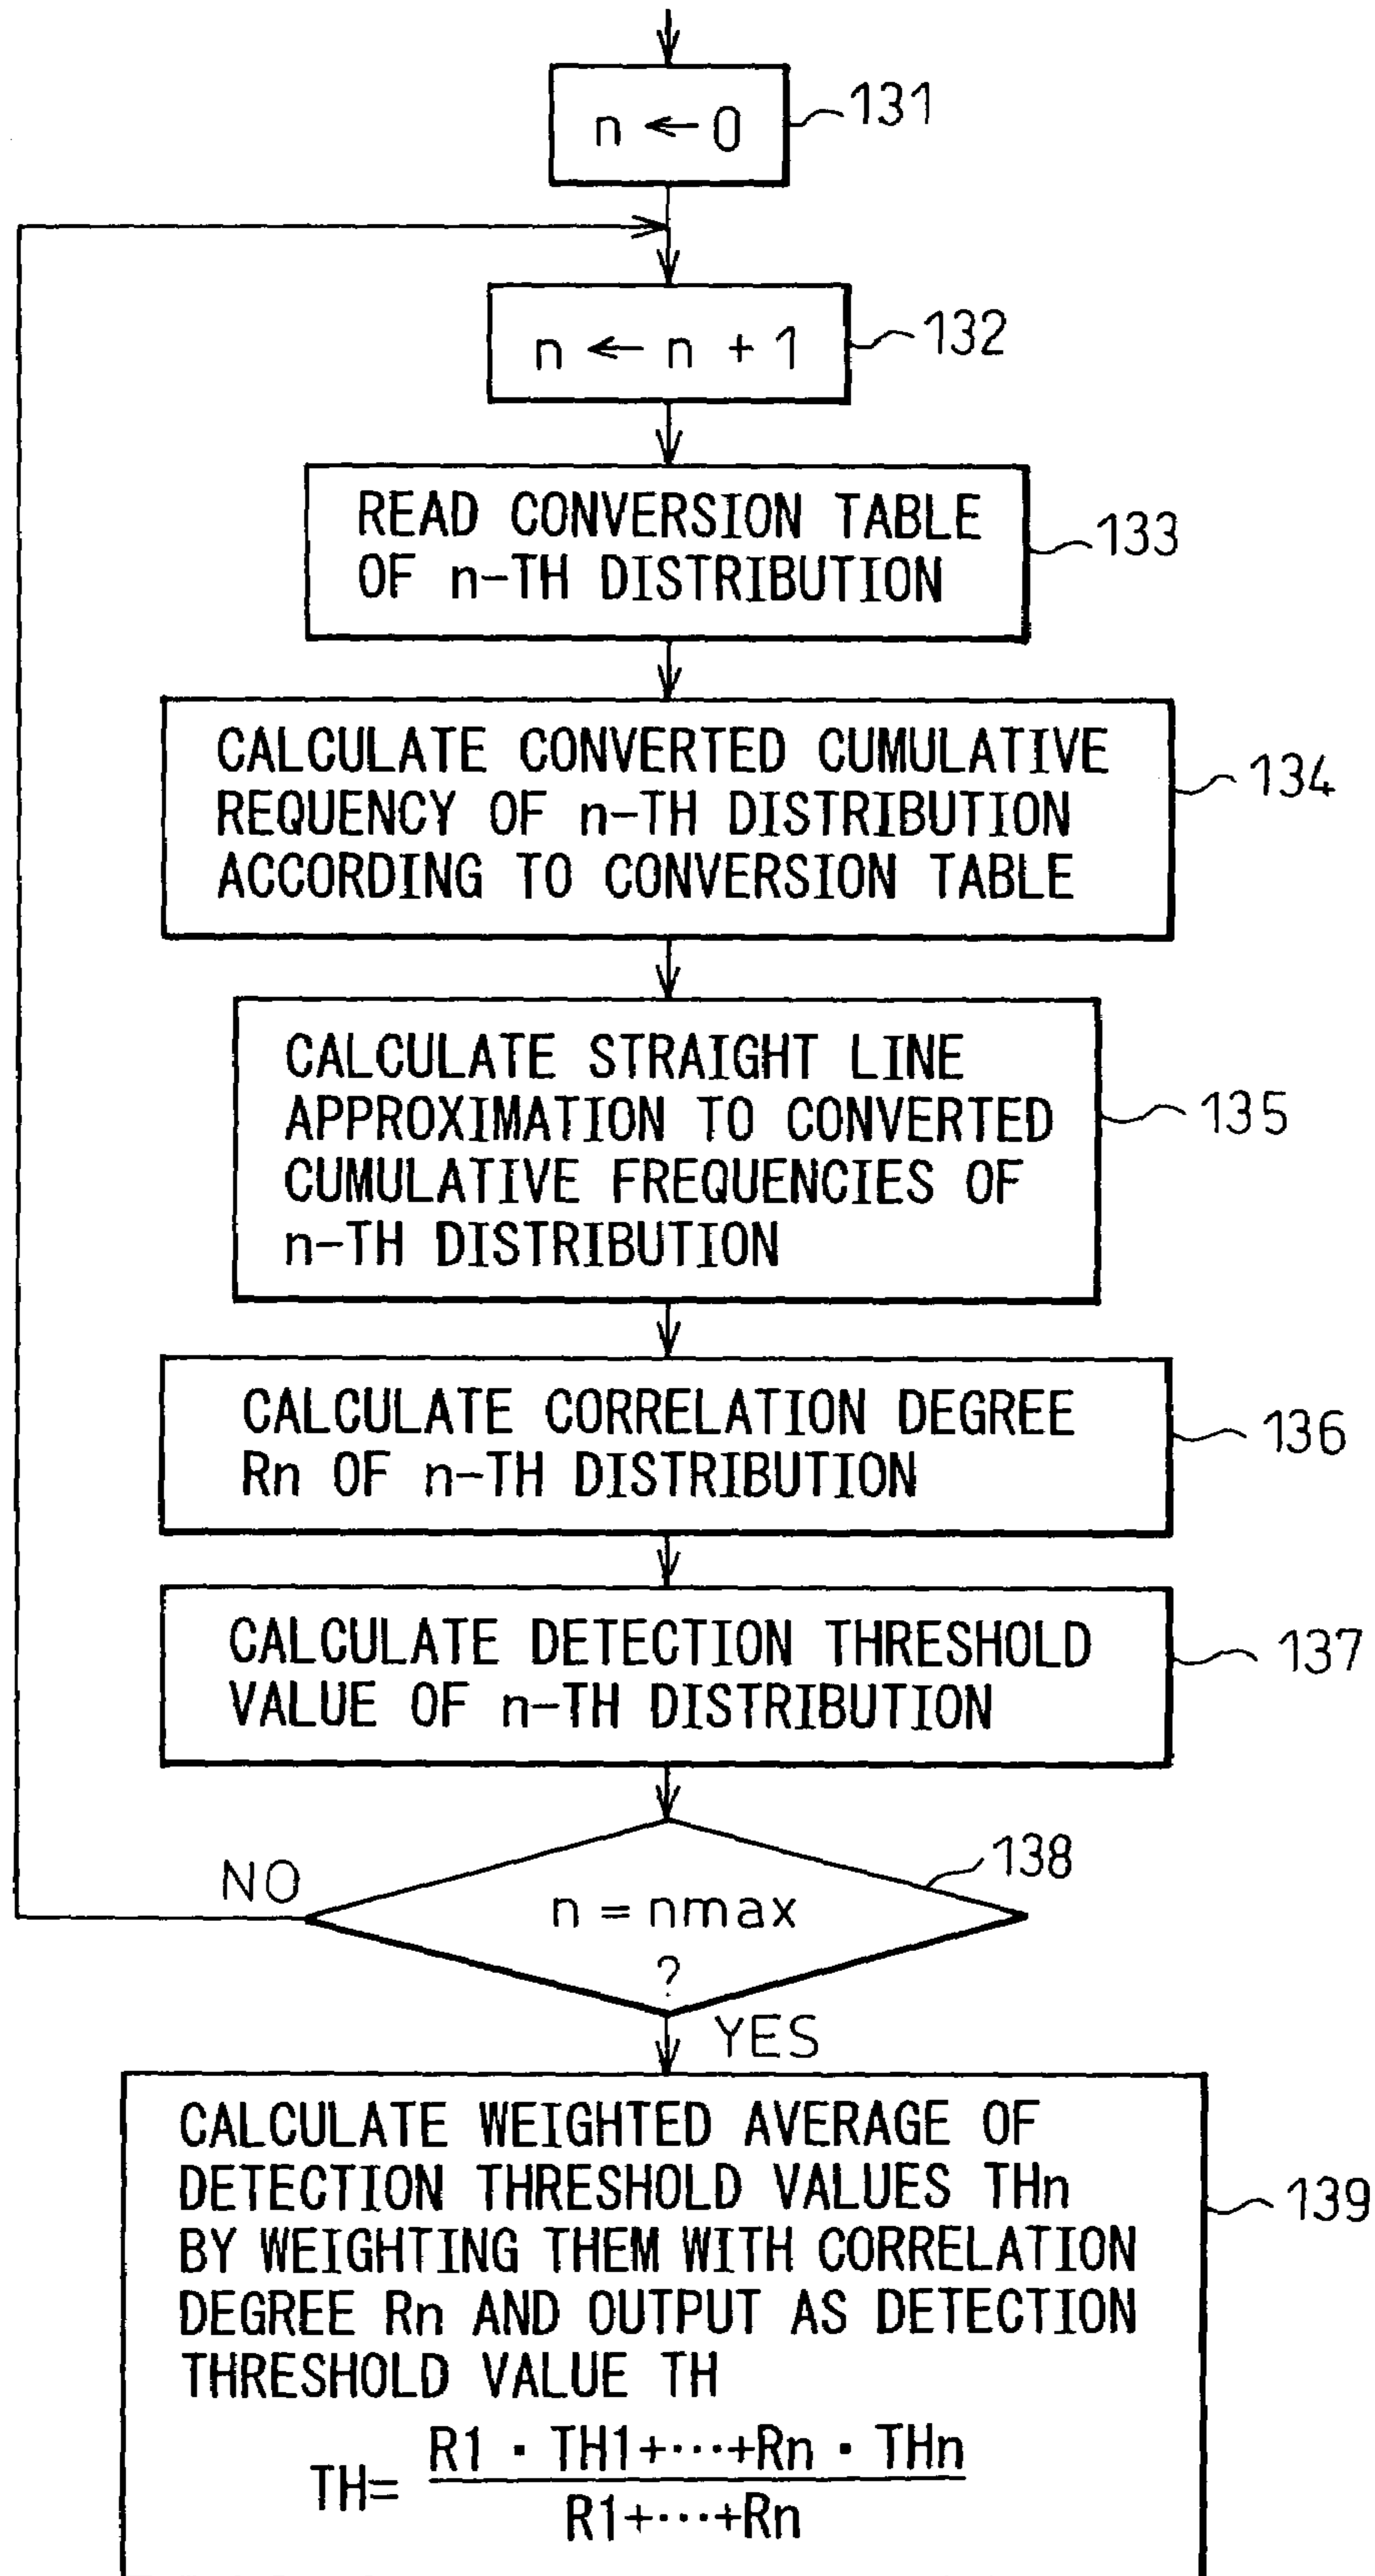 n ← 0
131
n ← n + 1
132
READ CONVERSION TABLE
OF n-TH DISTRIBUTION
133
CALCULATE CONVERTED CUMULATIVE
REQUENCY OF n-TH DISTRIBUTION
ACCORDING TO CONVERSION TABLE
134
CALCULATE STRAIGHT LINE
APPROXIMATION TO CONVERTED
CUMULATIVE FREQUENCIES OF
n-TH DISTRIBUTION
135
CALCULATE CORRELATION DEGREE
Rn OF n-TH DISTRIBUTION
136
CALCULATE DETECTION THRESHOLD
VALUE OF n-TH DISTRIBUTION
137
138
NO
n = nmax
?
YES
CALCULATE WEIGHTED AVERAGE OF
DETECTION THRESHOLD VALUES THn
BY WEIGHTING THEM WITH CORRELATION
DEGREE Rn AND OUTPUT AS DETECTION
THRESHOLD VALUE TH
139
R1 · TH1+···+Rn · THn
TH=
R1+···+Rn